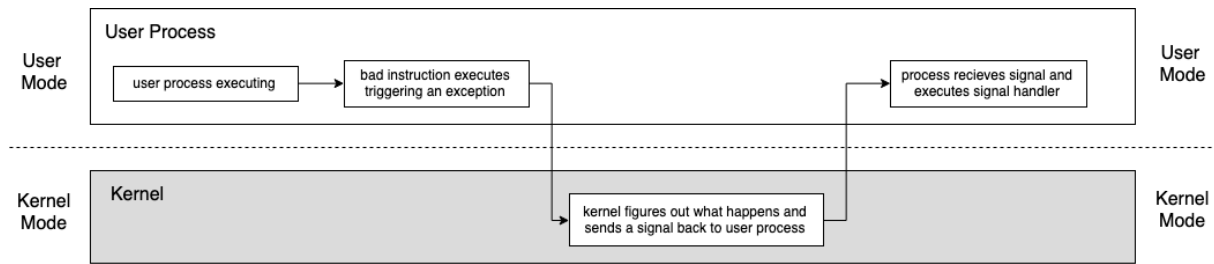 User Process
User
Mode
user process executing
bad instruction executes
triggering an exception
process recieves signal and
executes signal handler
User
Mode
Kernel
Mode
Kernel
kernel figures out what happens and
sends a signal back to user process
Kernel
Mode